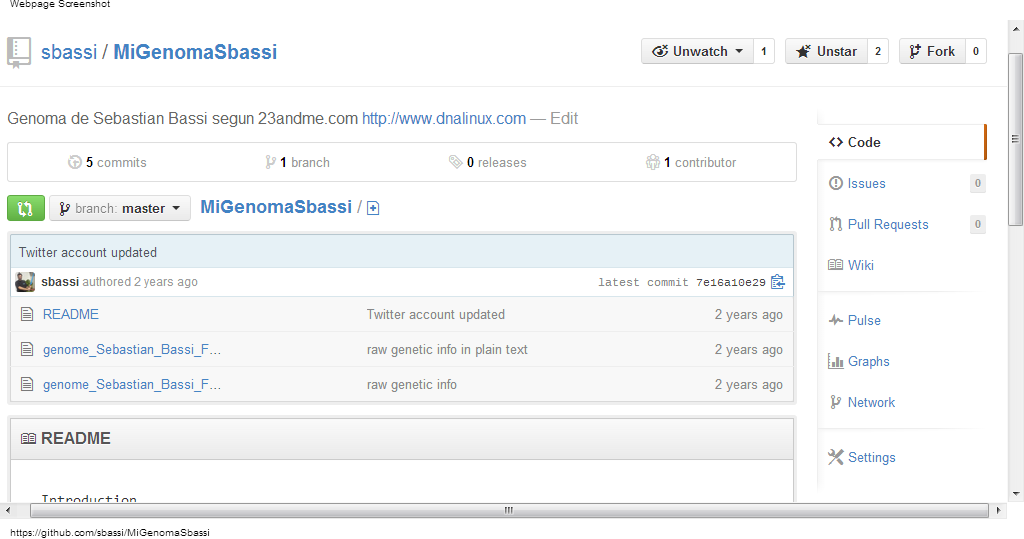 Webpage Screenshot
sbassi / MiGenomaSbassi
Unwatch 1
Unstar 2
Fork 0
Genoma de Sebastian Bassi segun 23andme.com http://www.dnalinux.com — Edit
5 commits
1 branch
0 releases
1 contributor
branch: master
MiGenomaSbassi /
Twitter account updated
sbassi authored 2 years ago
latest commit 7e16a10e29
README Twitter account updated 2 years ago
genome_Sebastian_Bassi_F... raw genetic info in plain text 2 years ago
genome_Sebastian_Bassi_F... raw genetic info 2 years ago
README
Introduction
Code
Issues 0
Pull Requests 0
Wiki
Pulse
Graphs
Network
Settings
https://github.com/sbassi/MiGenomaSbassi